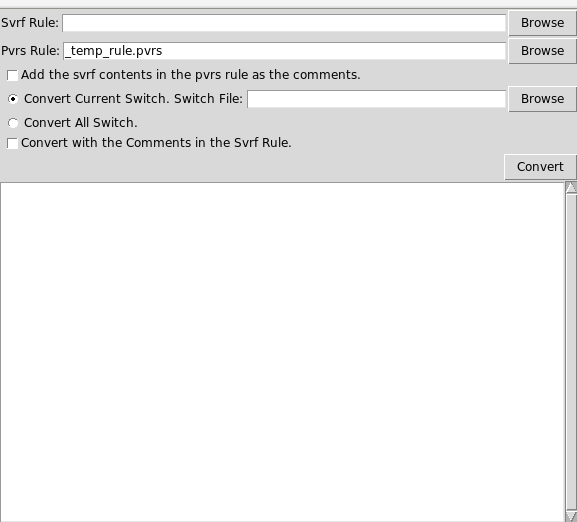 Svrf Rule: Browse
Pvrs Rule: _temp_rule.pvrs Browse
Add the svrf contents in the pvrs rule as the comments.
Convert Current Switch. Switch File: Browse
Convert All Switch.
Convert with the Comments in the Svrf Rule.
Convert